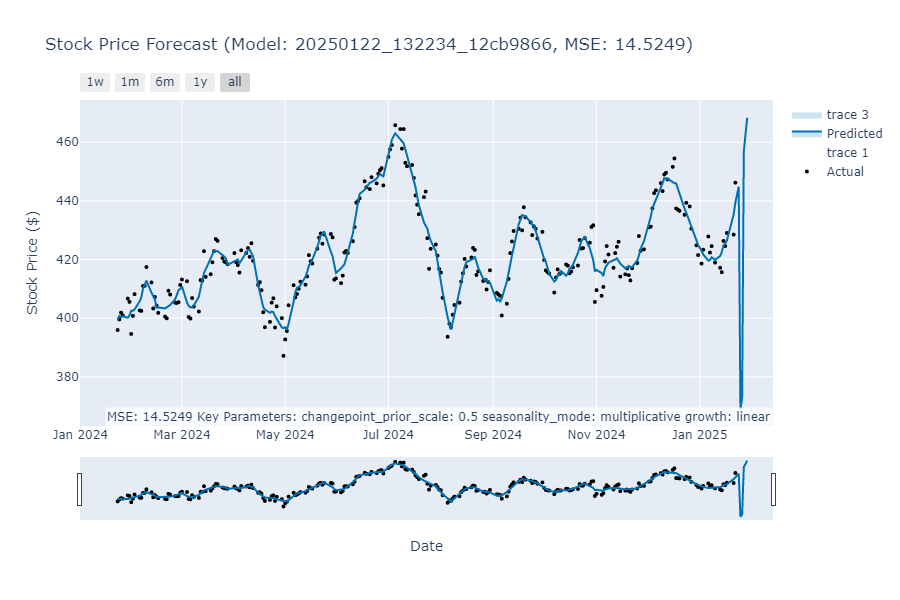 Stock Price Forecast (Model: 20250122_132234_12cb9866, MSE: 14.5249)
1w 1m 6m 1y all
trace 3
Predicted
trace 1
Actual
460
440
420
400
380
Stock Price ($)
MSE: 14.5249 Key Parameters: changepoint_prior_scale: 0.5 seasonality_mode: multiplicative growth: linear
Jan 2024 Mar 2024 May 2024 Jul 2024 Sep 2024 Nov 2024 Jan 2025
Date